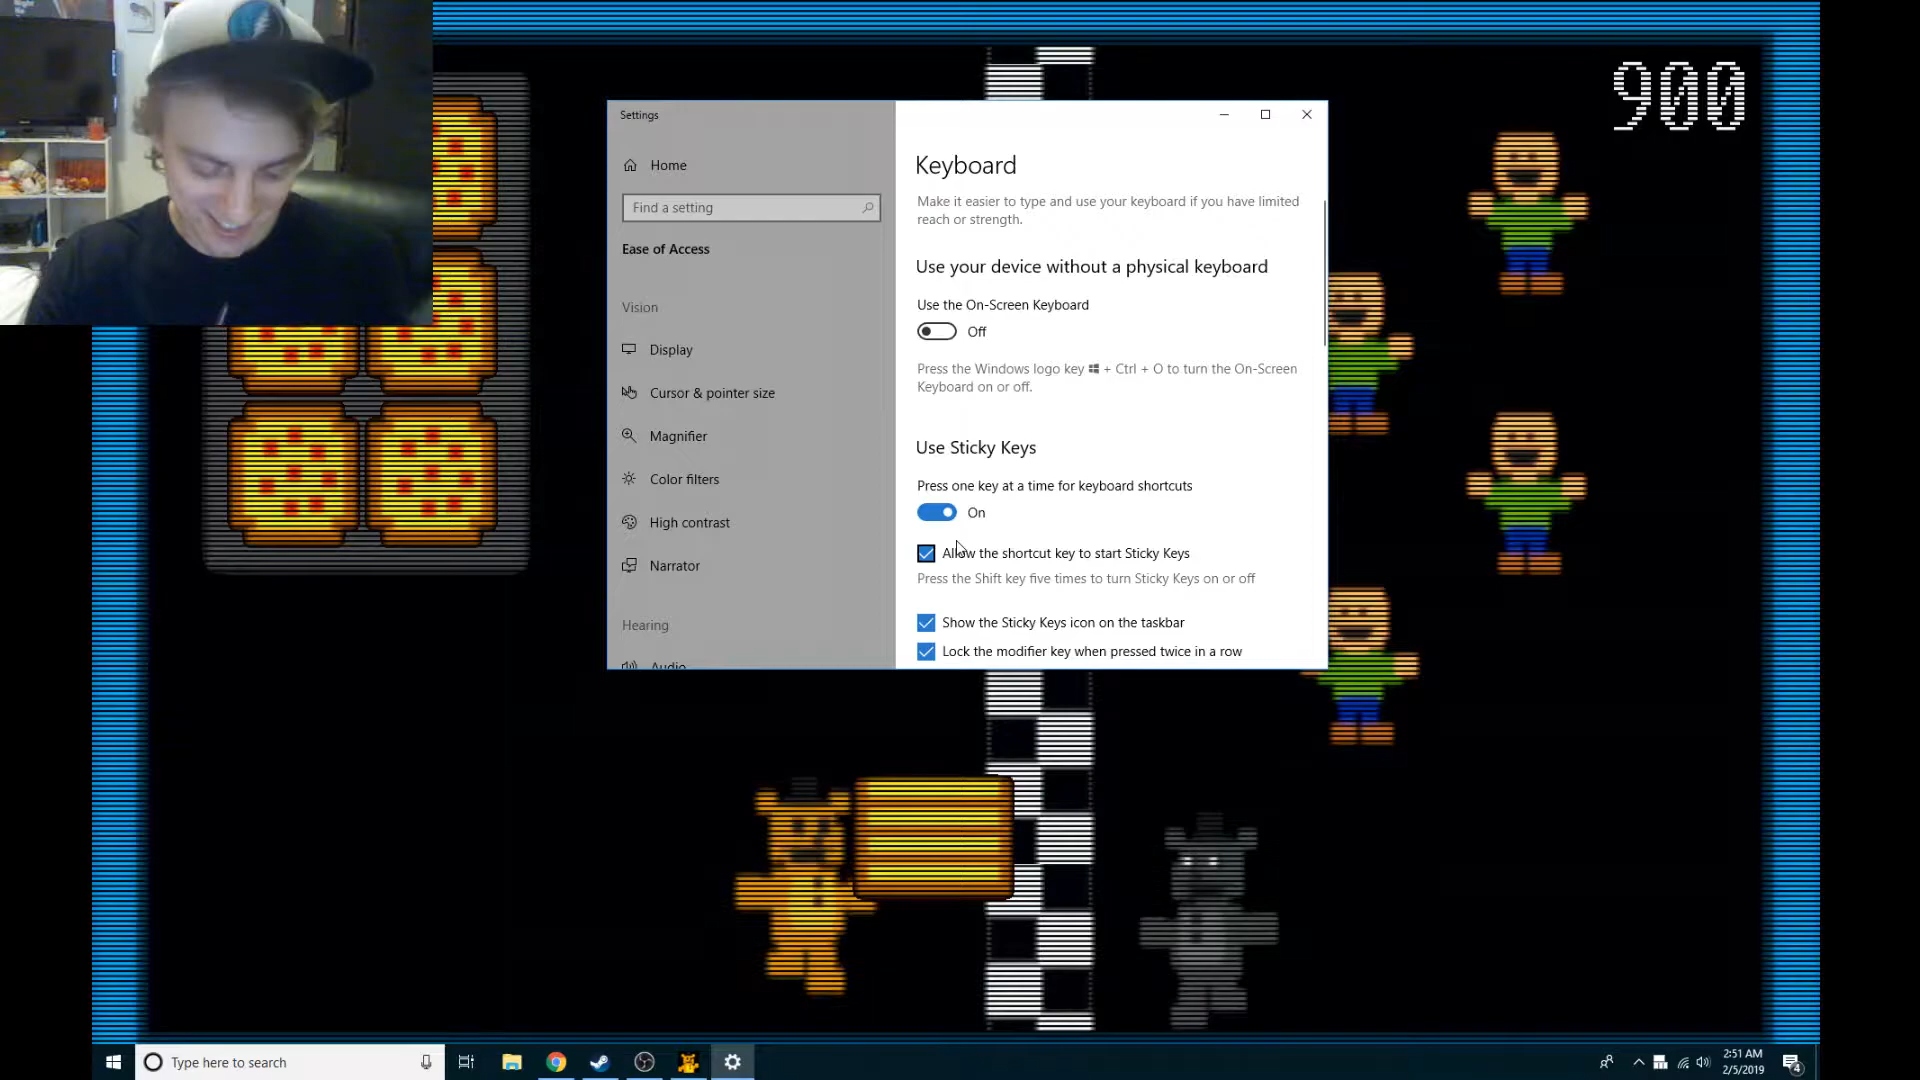 900
Settings
Home
Find a setting
Ease of Access
Vision
Display
Cursor & pointer size
Magnifier
Color filters
High contrast
Narrator
Hearing
Audio
Keyboard
Make it easier to type and use your keyboard if you have limited
reach or strength.
Use your device without a physical keyboard
Use the On-Screen Keyboard
Off
Press the Windows logo key + Ctrl + O to turn the On-Screen
Keyboard on or off.
Use Sticky Keys
Press one key at a time for keyboard shortcuts
On
Allow the shortcut key to start Sticky Keys
Press the Shift key five times to turn Sticky Keys on or off
Show the Sticky Keys icon on the taskbar
Lock the modifier key when pressed twice in a row
Type here to search
2:51 AM
2/5/2019
4